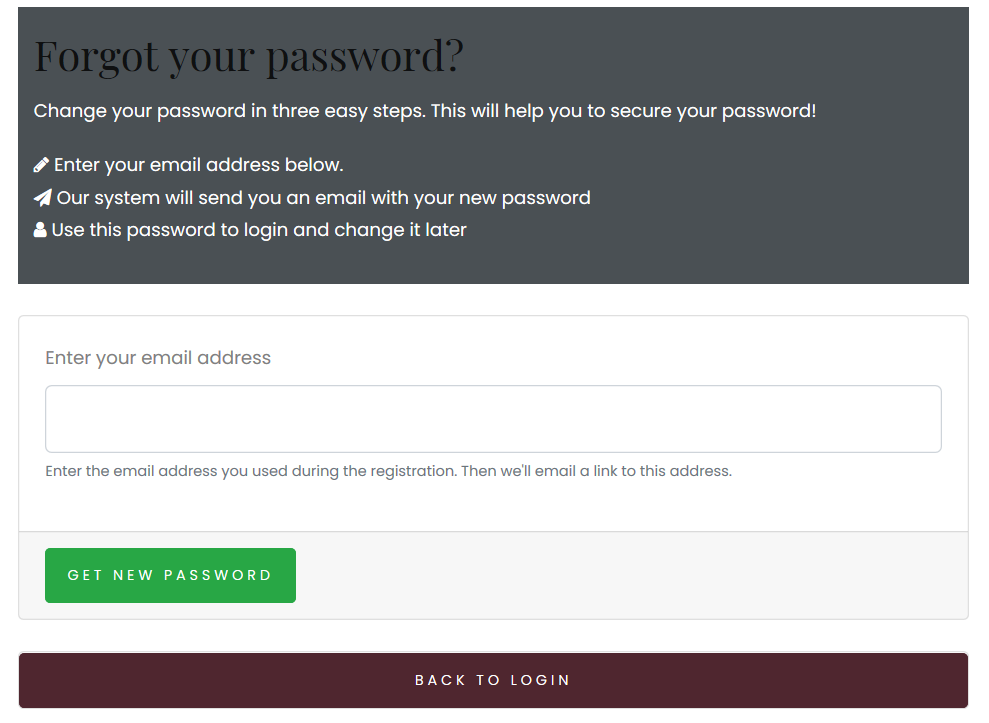 Forgot your password?
Change your password in three easy steps. This will help you to secure your password!
Enter your email address below.
Our system will send you an email with your new password
Use this password to login and change it later
Enter your email address
Enter the email address you used during the registration. Then we'll email a link to this address.
GET NEW PASSWORD
BACK TO LOGIN